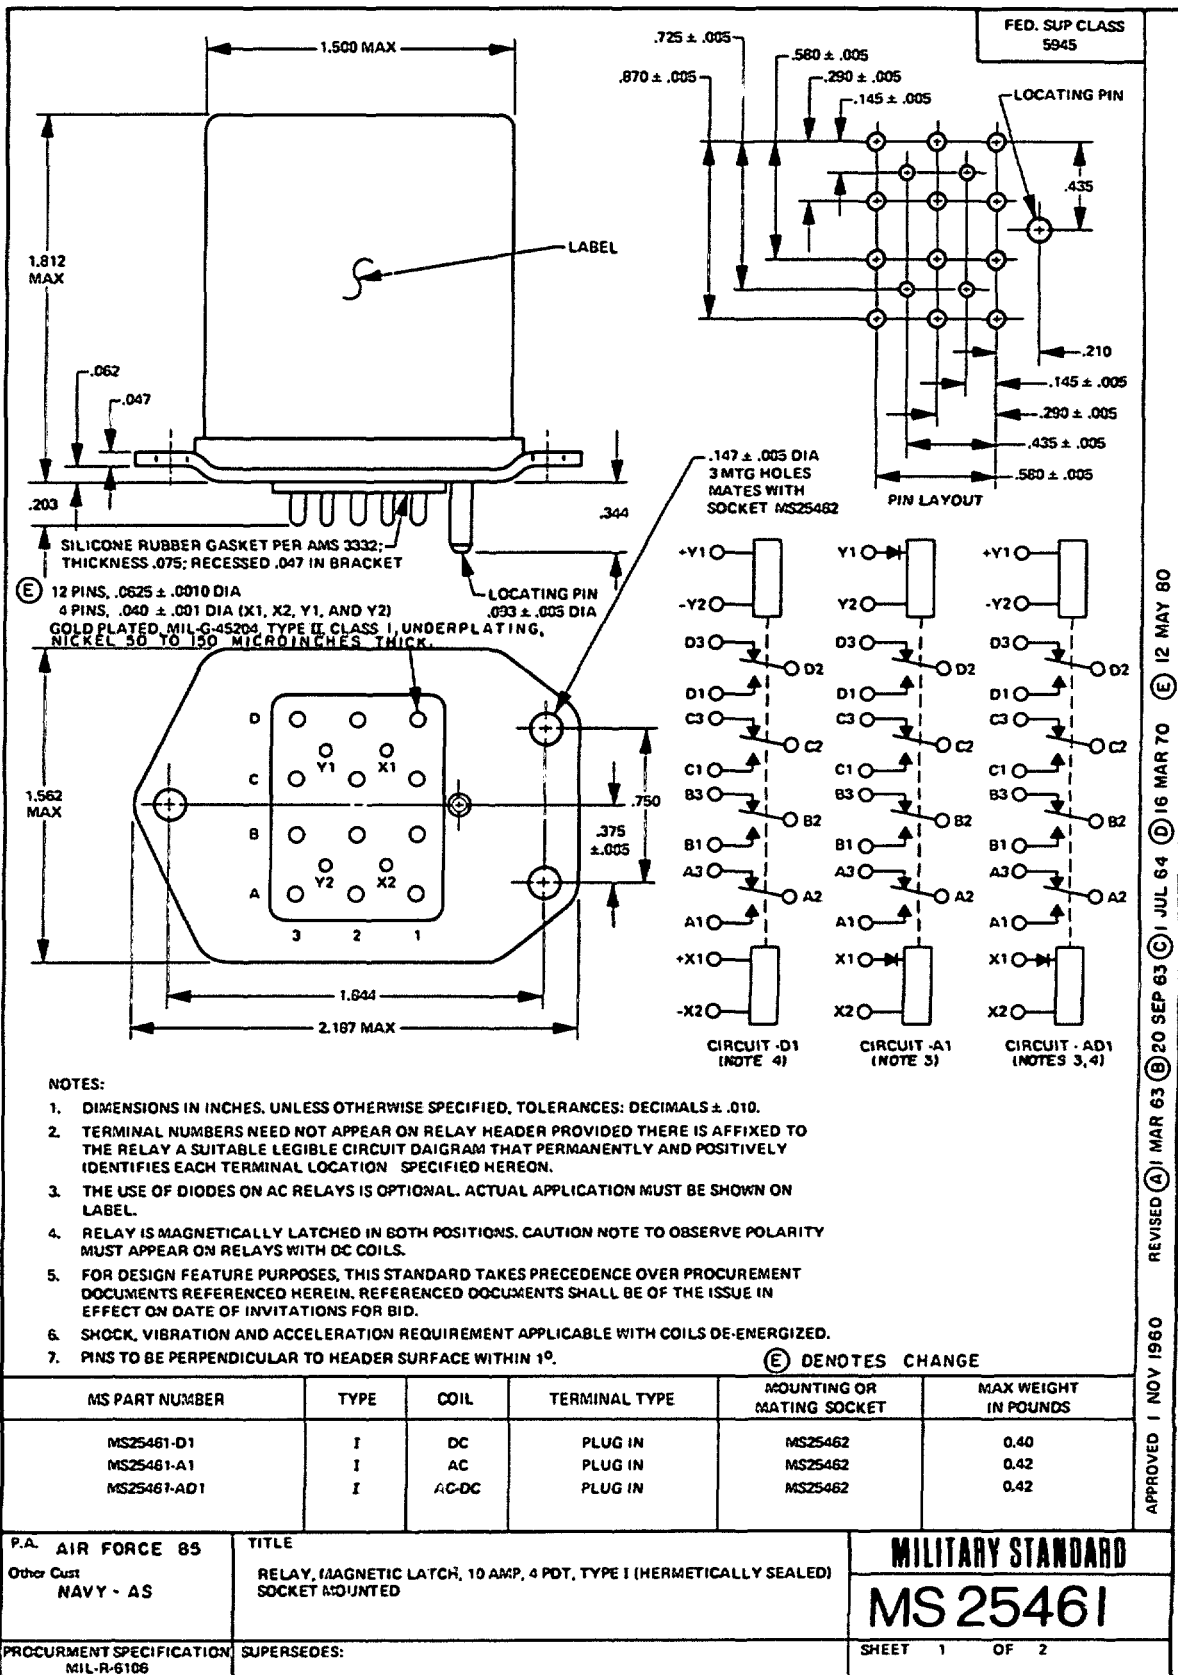 FED. SUP CLASS
5945
1.500 MAX
.725 ± .005
.870 ± .005
.580 ± .005
.290 ± .005
.145 ± .005
LOCATING PIN
.435
1.812
MAX
LABEL
.210
.145 ± .005
.290 ± .005
.435 ± .005
.580 ± .005
PIN LAYOUT
.062
.047
.203
.344
.147 ± .005 DIA
3 MTG HOLES
MATES WITH
SOCKET MS25462
SILICONE RUBBER GASKET PER AMS 3332;
THICKNESS .075; RECESSED .047 IN BRACKET
LOCATING PIN
.093 ± .005 DIA
E 12 PINS, .0625 ± .0010 DIA
4 PINS, .040 ± .001 DIA (X1, X2, Y1, AND Y2)
GOLD PLATED, MIL-G-45204, TYPE II, CLASS 1, UNDERPLATING,
NICKEL 50 TO 150 MICROINCHES THICK.
D
Y1 X1
C
B
Y2 X2
A
3 2 1
1.562
MAX
.750
.375
±.005
1.644
2.187 MAX
+Y1
-Y2
D3
D2
D1
C3
C2
C1
B3
B2
B1
A3
A2
A1
+X1
-X2
CIRCUIT -D1
(NOTE 4)
Y1
Y2
D3
D2
D1
C3
C2
C1
B3
B2
B1
A3
A2
A1
X1
X2
CIRCUIT -A1
(NOTE 3)
+Y1
-Y2
D3
D2
D1
C3
C2
C1
B3
B2
B1
A3
A2
A1
X1
X2
CIRCUIT - AD1
(NOTES 3,4)
NOTES:
1. DIMENSIONS IN INCHES. UNLESS OTHERWISE SPECIFIED, TOLERANCES: DECIMALS ± .010.
2. TERMINAL NUMBERS NEED NOT APPEAR ON RELAY HEADER PROVIDED THERE IS AFFIXED TO
THE RELAY A SUITABLE LEGIBLE CIRCUIT DAIGRAM THAT PERMANENTLY AND POSITIVELY
IDENTIFIES EACH TERMINAL LOCATION SPECIFIED HEREON.
3. THE USE OF DIODES ON AC RELAYS IS OPTIONAL. ACTUAL APPLICATION MUST BE SHOWN ON
LABEL.
4. RELAY IS MAGNETICALLY LATCHED IN BOTH POSITIONS. CAUTION NOTE TO OBSERVE POLARITY
MUST APPEAR ON RELAYS WITH DC COILS.
5. FOR DESIGN FEATURE PURPOSES, THIS STANDARD TAKES PRECEDENCE OVER PROCUREMENT
DOCUMENTS REFERENCED HEREIN. REFERENCED DOCUMENTS SHALL BE OF THE ISSUE IN
EFFECT ON DATE OF INVITATIONS FOR BID.
6. SHOCK, VIBRATION AND ACCELERATION REQUIREMENT APPLICABLE WITH COILS DE-ENERGIZED.
7. PINS TO BE PERPENDICULAR TO HEADER SURFACE WITHIN 1º.
E DENOTES CHANGE
MS PART NUMBER TYPE COIL TERMINAL TYPE MOUNTING OR MATING SOCKET MAX WEIGHT IN POUNDS
MS25461-D1 I DC PLUG IN MS25462 0.40
MS25461-A1 I AC PLUG IN MS25462 0.42
MS25461-AD1 I AC-DC PLUG IN MS25462 0.42
APPROVED 1 NOV 1960 REVISED A 1 MAR 63 B 20 SEP 63 C 1 JUL 64 D 16 MAR 70 E 12 MAY 80
P.A. AIR FORCE 85
Other Cust
NAVY - AS
TITLE
RELAY, MAGNETIC LATCH, 10 AMP, 4 PDT, TYPE I (HERMETICALLY SEALED)
SOCKET MOUNTED
MILITARY STANDARD
MS 25461
PROCURMENT SPECIFICATION
MIL-R-6106
SUPERSEDES:
SHEET 1 OF 2